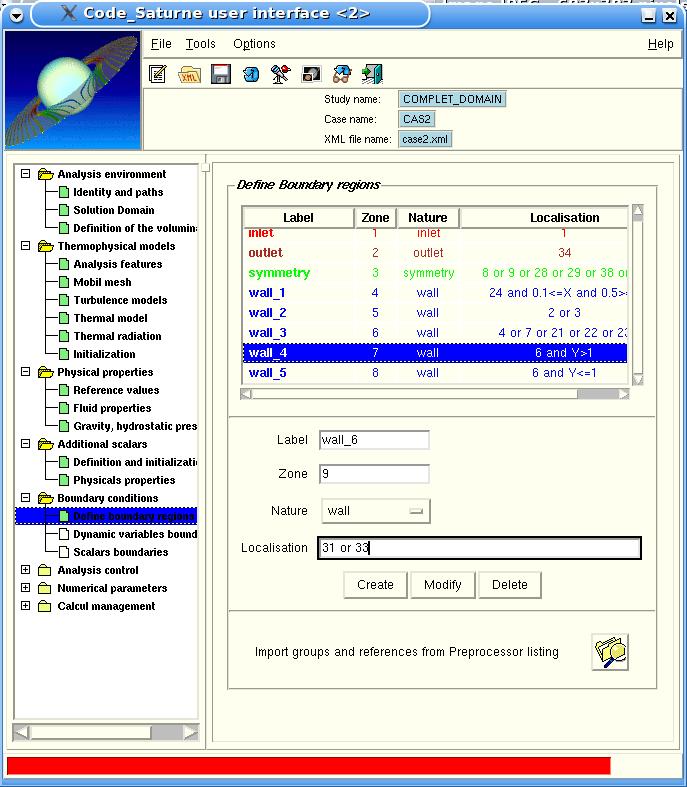 Code_Saturne user interface <2>
File Tools Options Help
XML
Study name: COMPLET_DOMAIN
Case name: CAS2
XML file name: case2.xml
Analysis environment
Identity and paths
Solution Domain
Definition of the volumin
Thermophysical models
Analysis features
Mobil mesh
Turbulence models
Thermal model
Thermal radiation
Initialization
Physical properties
Reference values
Fluid properties
Gravity, hydrostatic pres
Additional scalars
Definition and initializati
Physicals properties
Boundary conditions
Define boundary regions
Dynamic variables bound
Scalars boundaries
Analysis control
Numerical parameters
Calcul management
Define Boundary regions
Label Zone Nature Localisation
inlet 1 inlet 1
outlet 2 outlet 34
symmetry 3 symmetry 8 or 9 or 28 or 29 or 38 or
wall_1 4 wall 24 and 0.1<=X and 0.5>=
wall_2 5 wall 2 or 3
wall_3 6 wall 4 or 7 or 21 or 22 or 23
wall_4 7 wall 6 and Y>1
wall_5 8 wall 6 and Y<=1
Label wall_6
Zone 9
Nature wall
Localisation 31 or 33
Create Modify Delete
Import groups and references from Preprocessor listing